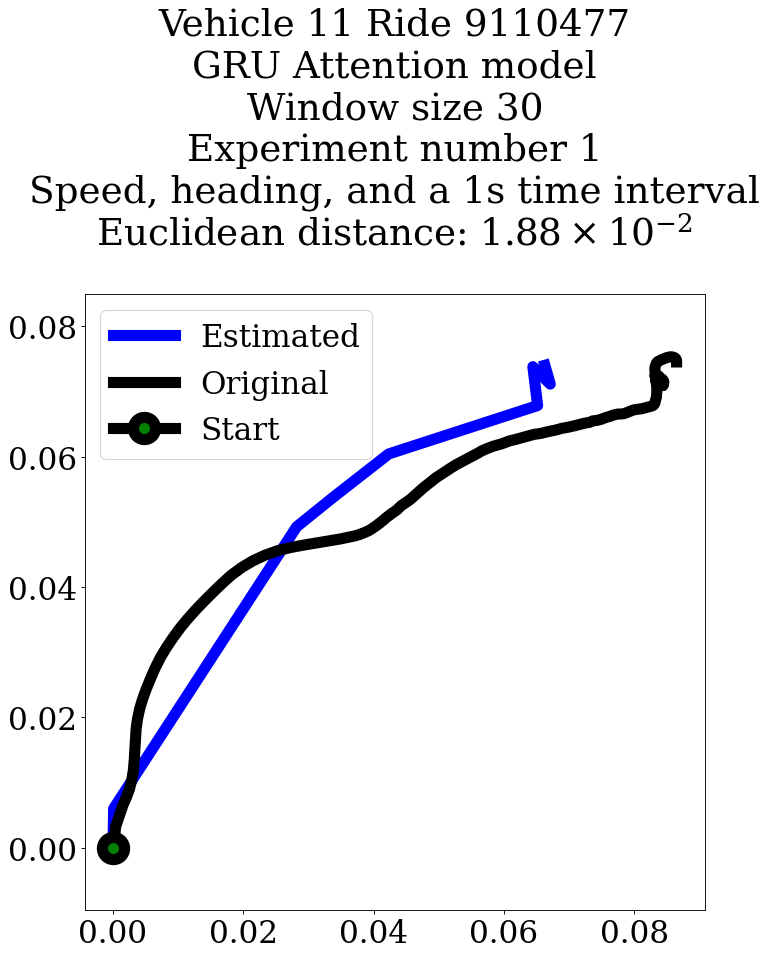 Vehicle 11 Ride 9110477
GRU Attention model
Window size 30
Experiment number 1
Speed, heading, and a 1s time interval
Euclidean distance: 1.88 × 10⁻²
Estimated
Original
Start
0.08
0.06
0.04
0.02
0.00
0.00 0.02 0.04 0.06 0.08